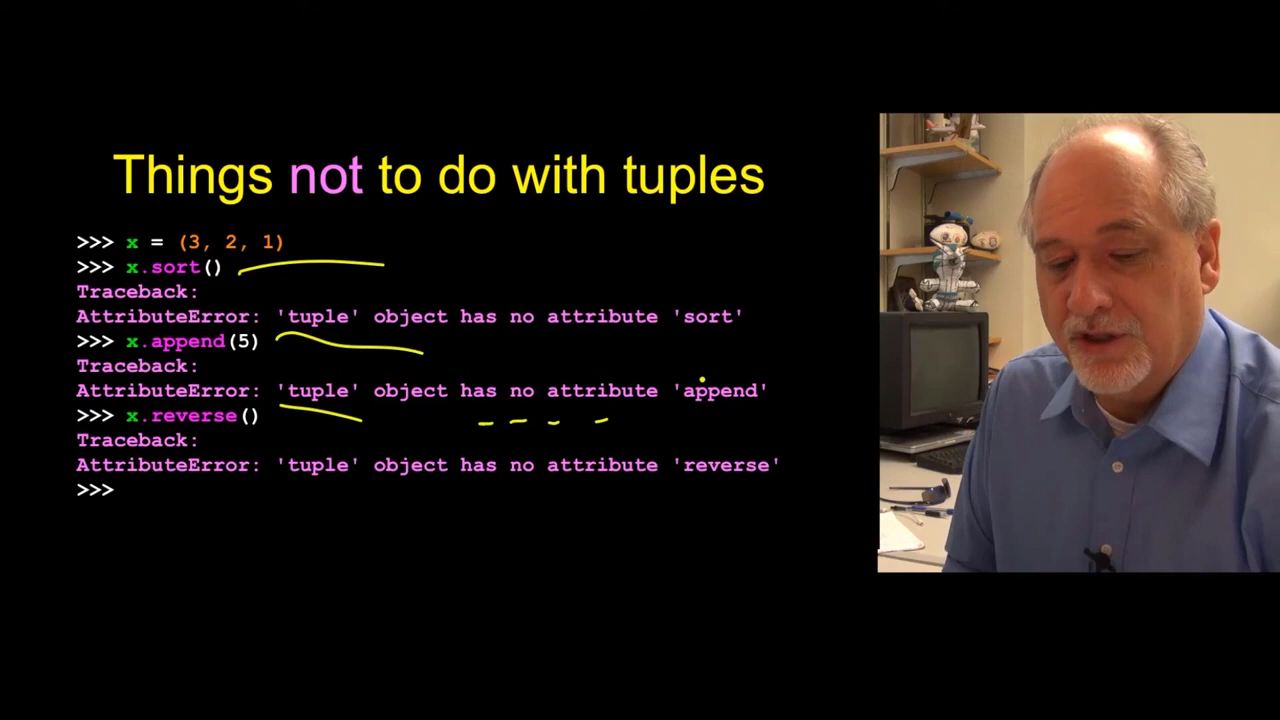 Things not to do with tuples
>>> x = (3, 2, 1)
>>> x.sort()
Traceback:
AttributeError: 'tuple' object has no attribute 'sort'
>>> x.append(5)
Traceback:
AttributeError: 'tuple' object has no attribute 'append'
>>> x.reverse()
Traceback:
AttributeError: 'tuple' object has no attribute 'reverse'
>>>